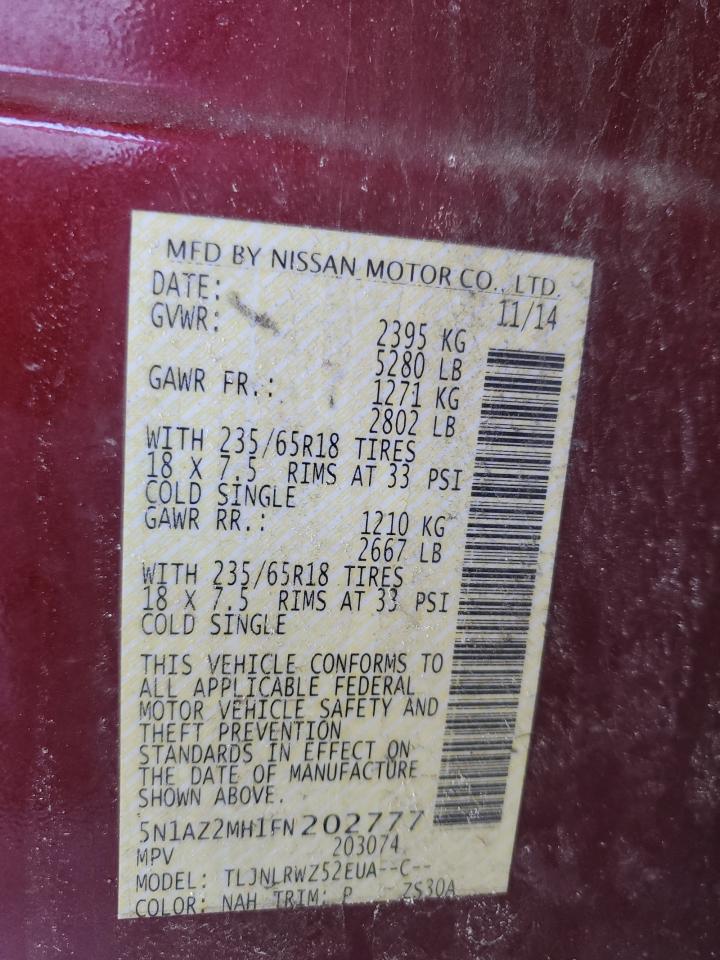 MFD BY NISSAN MOTOR CO., LTD.
DATE: 11/14
GVWR: 2395 KG
5280 LB
GAWR FR.: 1271 KG
2802 LB
WITH 235/65R18 TIRES
18 X 7.5 RIMS AT 33 PSI
COLD SINGLE
GAWR RR.: 1210 KG
2667 LB
WITH 235/65R18 TIRES
18 X 7.5 RIMS AT 33 PSI
COLD SINGLE
THIS VEHICLE CONFORMS TO
ALL APPLICABLE FEDERAL
MOTOR VEHICLE SAFETY AND
THEFT PREVENTION
STANDARDS IN EFFECT ON
THE DATE OF MANUFACTURE
SHOWN ABOVE.
5N1AZ2MH1FN202777
MPV 203074
MODEL: TLJNLRWZ52EUA--C--
COLOR: NAH TRIM: P ZS30A